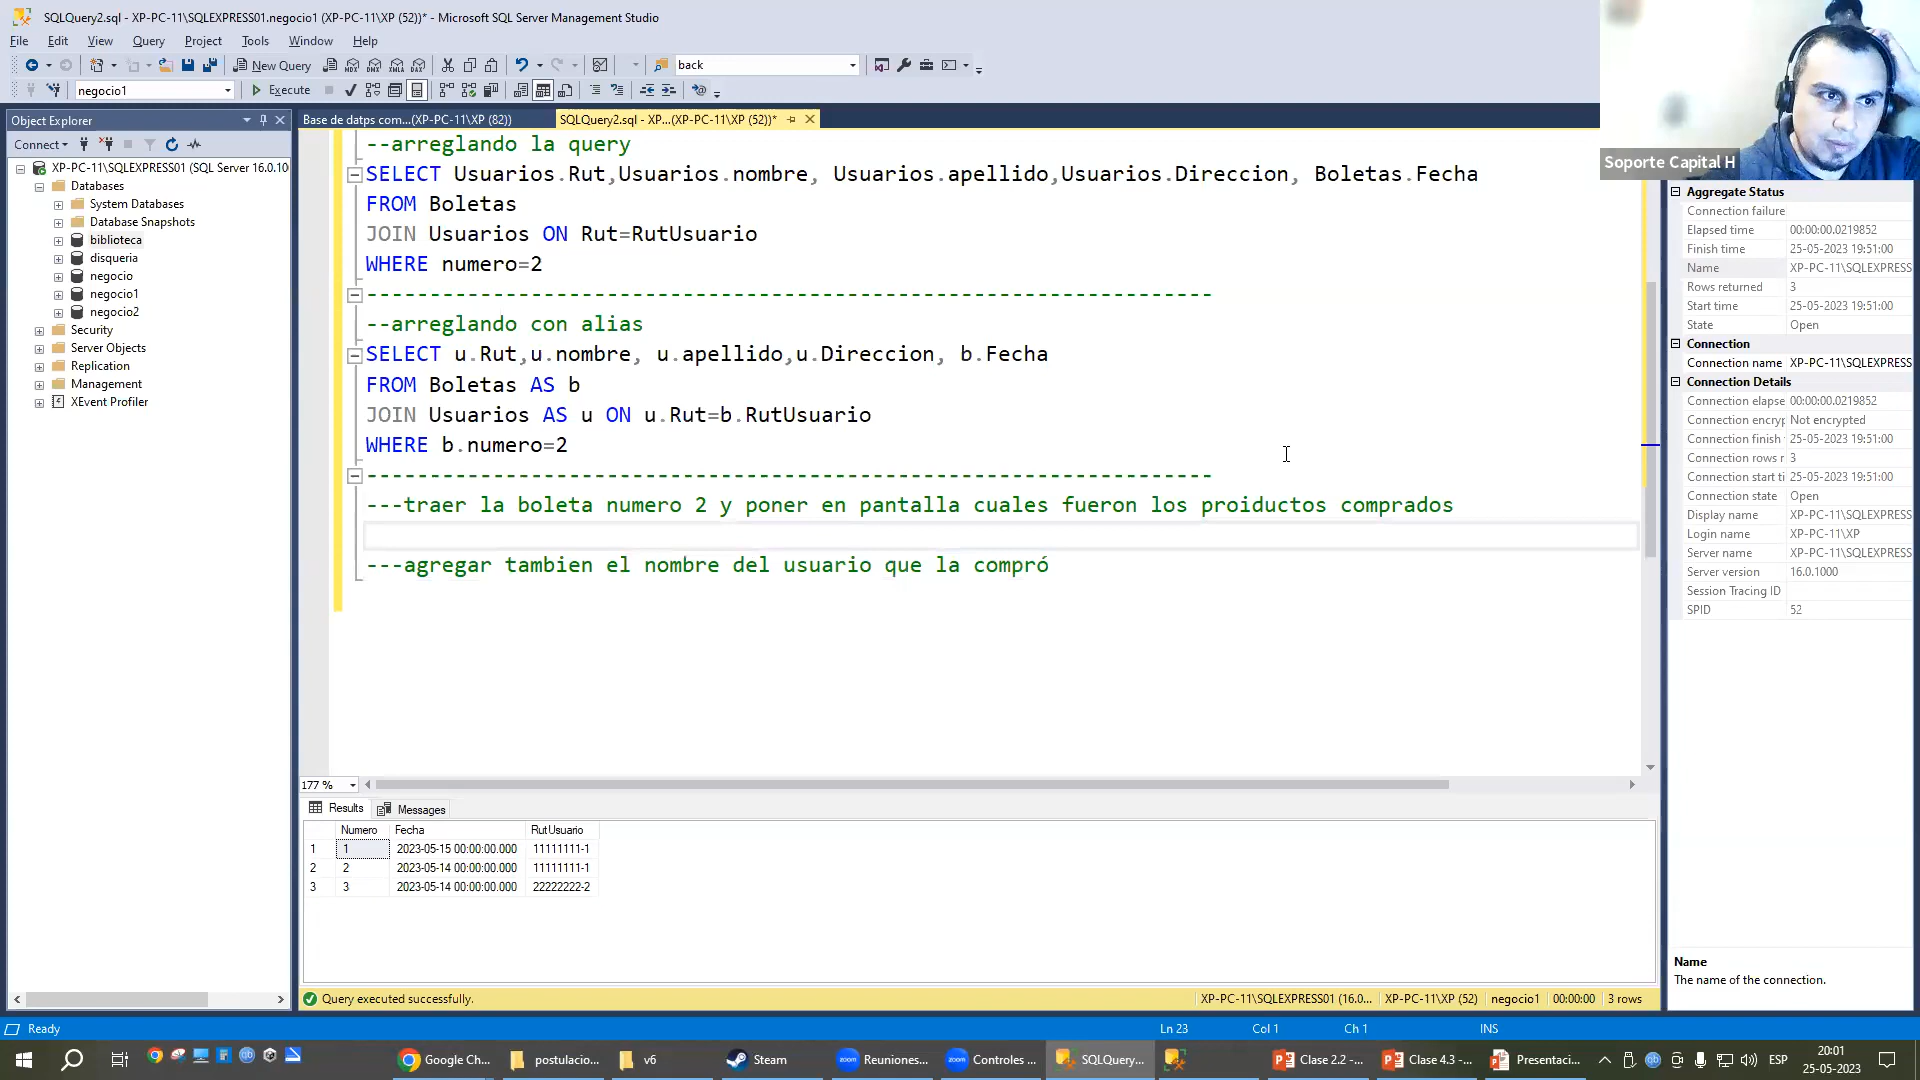 SQLQuery2.sql - XP-PC-11\SQLEXPRESS01.negocio1 (XP-PC-11\XP (52))* - Microsoft SQL Server Management Studio
File Edit View Query Project Tools Window Help
New Query back
negocio1 Execute
Soporte Capital H
Object Explorer
Connect
XP-PC-11\SQLEXPRESS01 (SQL Server 16.0.10
Databases
System Databases
Database Snapshots
biblioteca
disqueria
negocio
negocio1
negocio2
Security
Server Objects
Replication
Management
XEvent Profiler
Base de datps com...(XP-PC-11\XP (82))
SQLQuery2.sql - XP...(XP-PC-11\XP (52))*
--arreglando la query
SELECT Usuarios.Rut,Usuarios.nombre, Usuarios.apellido,Usuarios.Direccion, Boletas.Fecha
FROM Boletas
JOIN Usuarios ON Rut=RutUsuario
WHERE numero=2
-------------------------------------------------------------------
--arreglando con alias
SELECT u.Rut,u.nombre, u.apellido,u.Direccion, b.Fecha
FROM Boletas AS b
JOIN Usuarios AS u ON u.Rut=b.RutUsuario
WHERE b.numero=2
-------------------------------------------------------------------
---traer la boleta numero 2 y poner en pantalla cuales fueron los proiductos comprados
---agregar tambien el nombre del usuario que la compró
177 %
Results Messages
Numero Fecha RutUsuario
1 1 2023-05-15 00:00:00.000 11111111-1
2 2 2023-05-14 00:00:00.000 11111111-1
3 3 2023-05-14 00:00:00.000 22222222-2
Query executed successfully. XP-PC-11\SQLEXPRESS01 (16.0... XP-PC-11\XP (52) negocio1 00:00:00 3 rows
Aggregate Status
Connection failure
Elapsed time 00:00:00.0219852
Finish time 25-05-2023 19:51:00
Name XP-PC-11\SQLEXPRESS
Rows returned 3
Start time 25-05-2023 19:51:00
State Open
Connection
Connection name XP-PC-11\SQLEXPRESS
Connection Details
Connection elapse 00:00:00.0219852
Connection encryp Not encrypted
Connection finish 25-05-2023 19:51:00
Connection rows r 3
Connection start ti 25-05-2023 19:51:00
Connection state Open
Display name XP-PC-11\SQLEXPRESS
Login name XP-PC-11\XP
Server name XP-PC-11\SQLEXPRESS
Server version 16.0.1000
Session Tracing ID
SPID 52
Name
The name of the connection.
Ready Ln 23 Col 1 Ch 1 INS
Google Ch... postulacio... v6 Steam Reuniones... Controles ... SQLQuery... Clase 2.2 -... Clase 4.3 -... Presentaci... ESP
20:01
25-05-2023